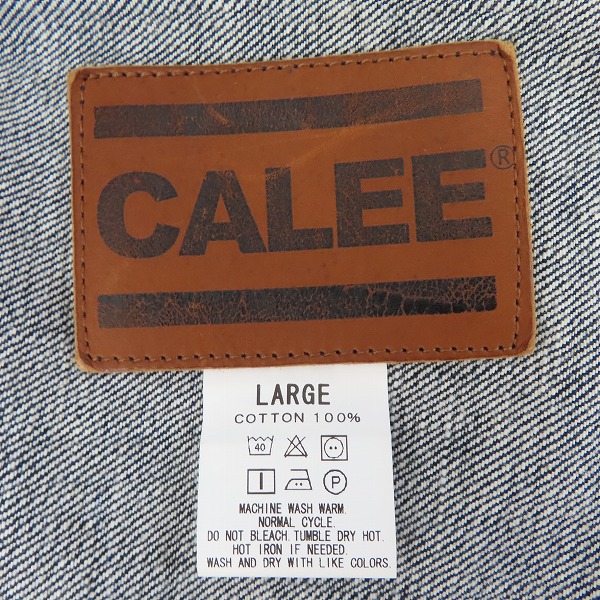 CALEE®
LARGE
COTTON 100%
40
P
MACHINE WASH WARM.
NORMAL CYCLE.
DO NOT BLEACH. TUMBLE DRY HOT.
HOT IRON IF NEEDED.
WASH AND DRY WITH LIKE COLORS.